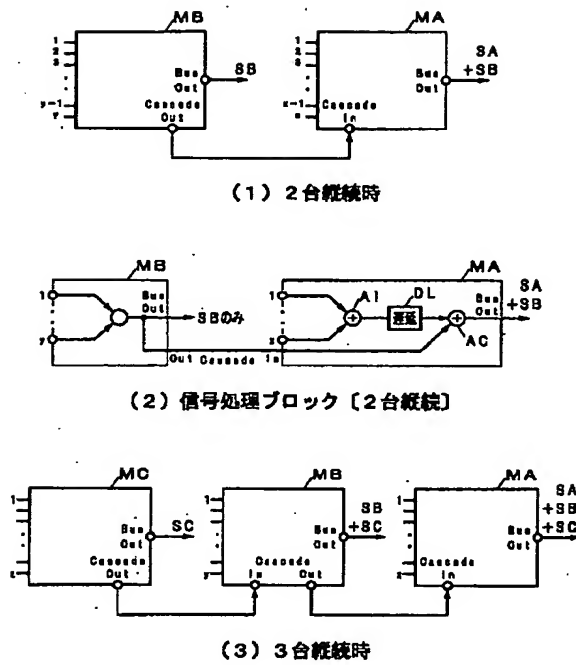 MB
MA
1
2
3
y-1
y
Bus
Out
SB
Cascade
Out
1
2
3
x-1
x
Cascade
In
Bus
Out
SA
+SB
(1) 2台縦続時
MB
MA
1
y
Bus
Out
SBのみ
Out Cascade In
1
x
A1
DL
遅延
AC
Bus
Out
SA
+SB
(2) 信号処理ブロック〔2台縦続〕
MC
MB
MA
1
z
Bus
Out
SC
Cascade
Out
1
y
Cascade
In
Out
Bus
Out
SB
+SC
1
x
Cascade
In
Bus
Out
SA
+SB
+SC
(3) 3台縦続時